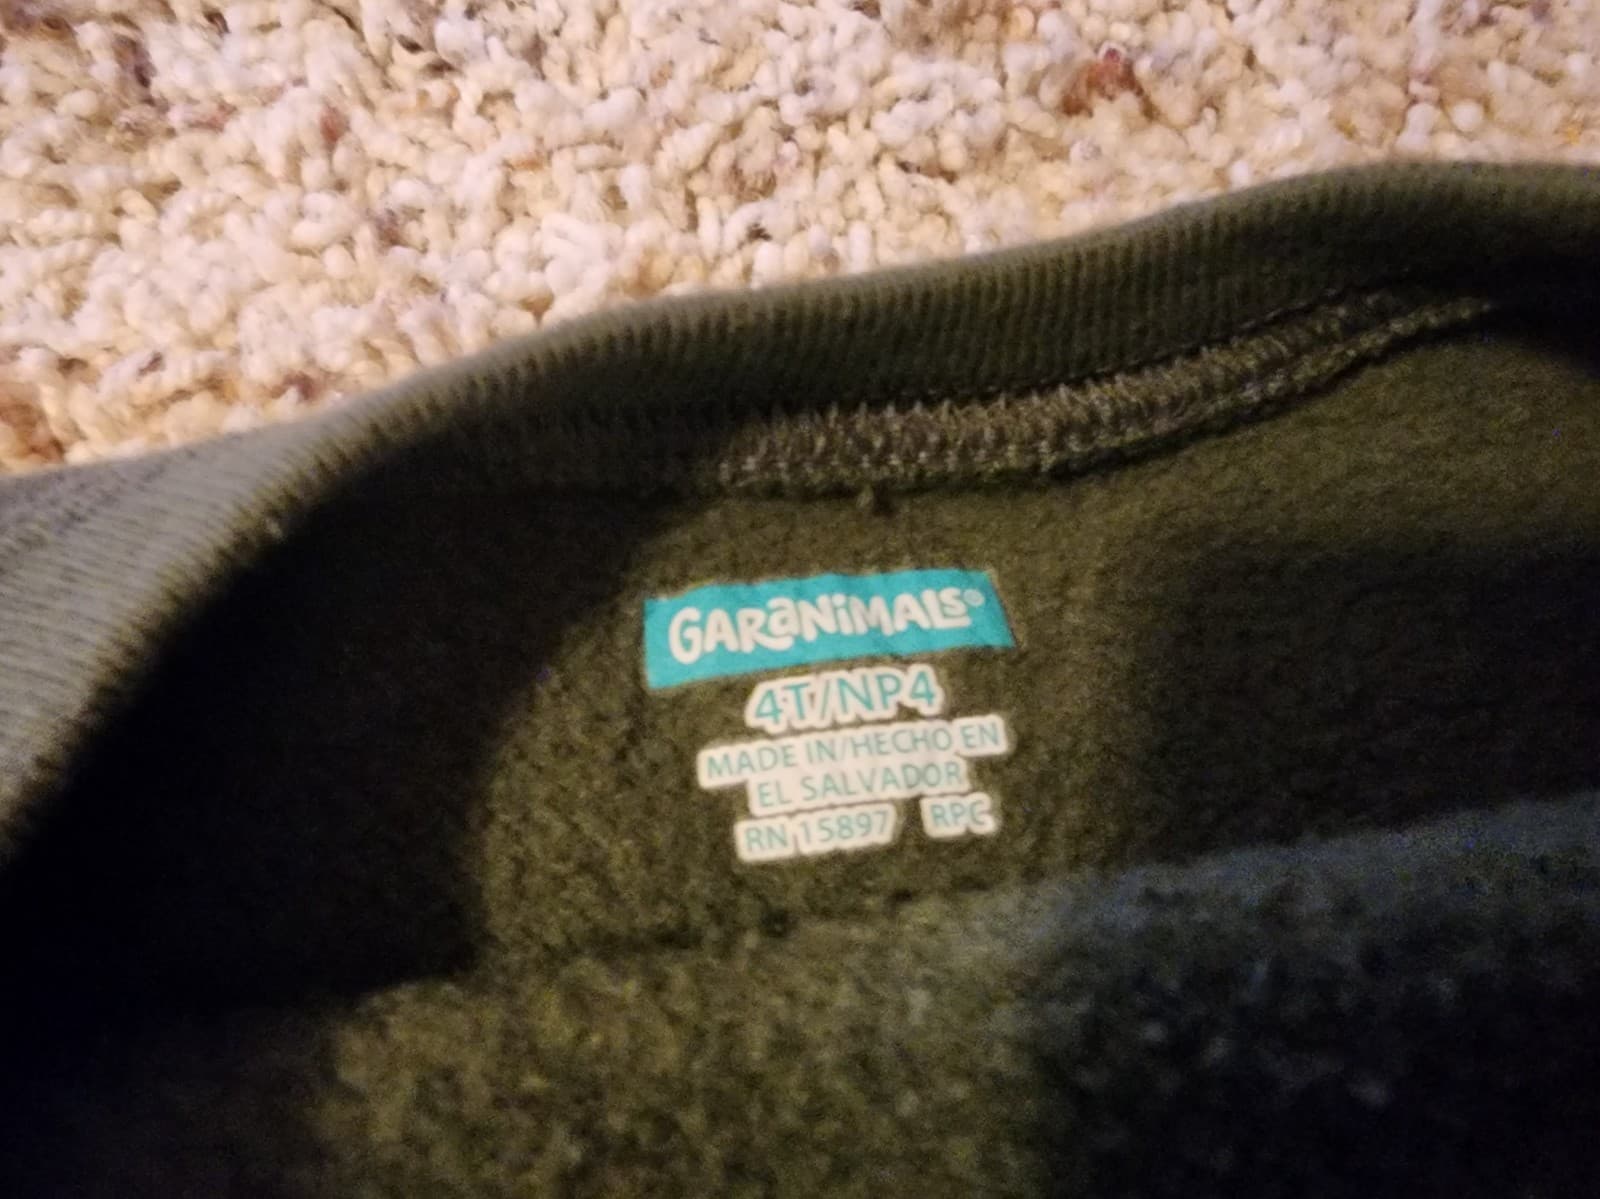 GARaNiMALs®
4T/NP4
MADE IN/HECHO EN
EL SALVADOR
RN 15897 RPC